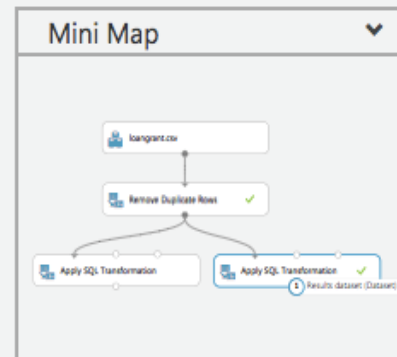 Mini Map
loangrant.csv
Remove Duplicate Rows
Apply SQL Transformation
Apply SQL Transformation
1 Results dataset (Dataset)